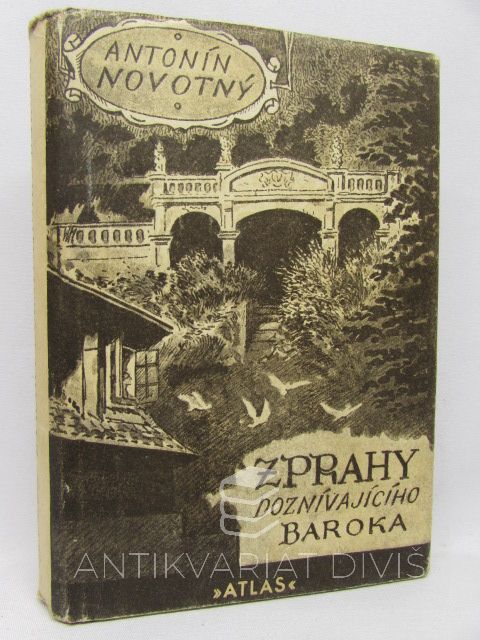 ANTONÍN
NOVOTNÝ
Z PRAHY
DOZNÍVAJÍCÍHO
BAROKA
ANTIKVARIÁT DIVIŠ
»ATLAS«